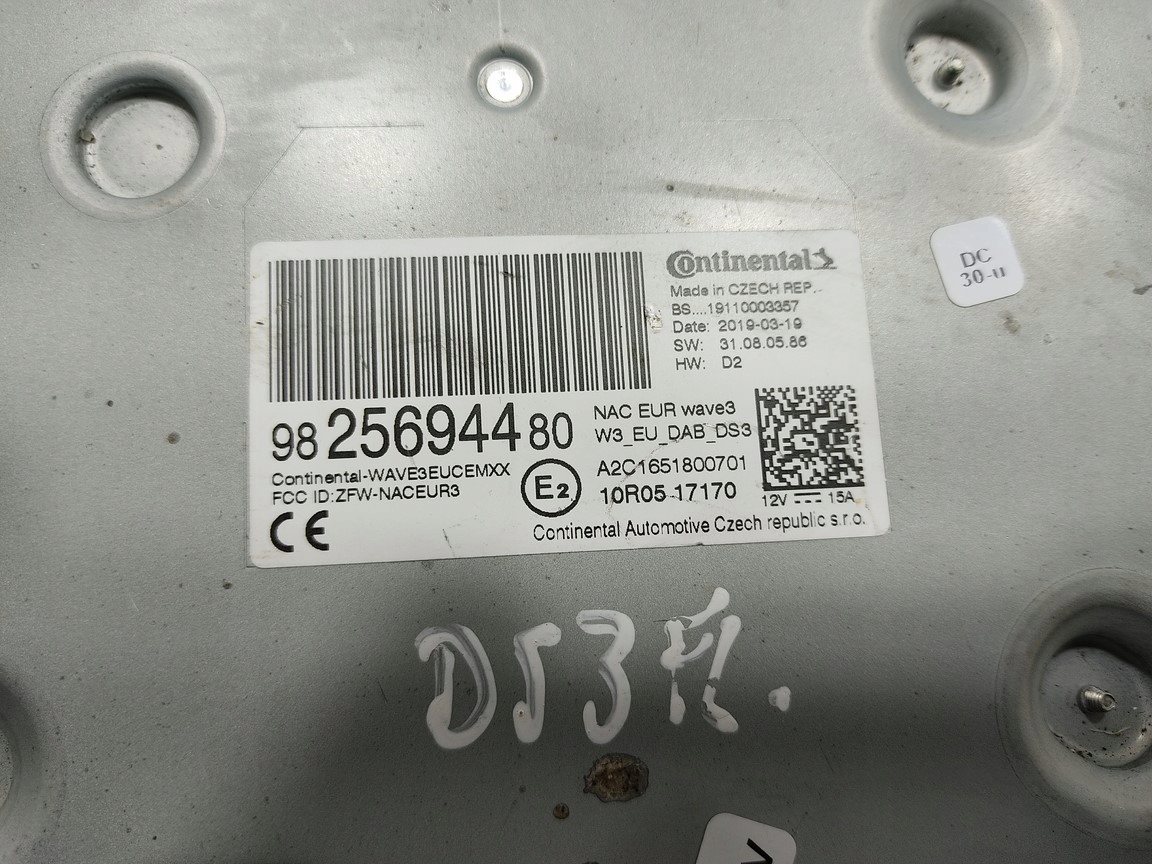 Continental
Made in CZECH REP.
BS....19110003357
Date: 2019-03-19
SW: 31.08.05.86
HW: D2
98 256944 80
NAC EUR wave3
W3_EU_DAB_DS3
Continental-WAVE3EUCEMXX
FCC ID:ZFW-NACEUR3
E2
A2C1651800701
10R05-17170
12V 15A
CE
Continental Automotive Czech republic s.r.o.
DC
30-u
DS3 FL.